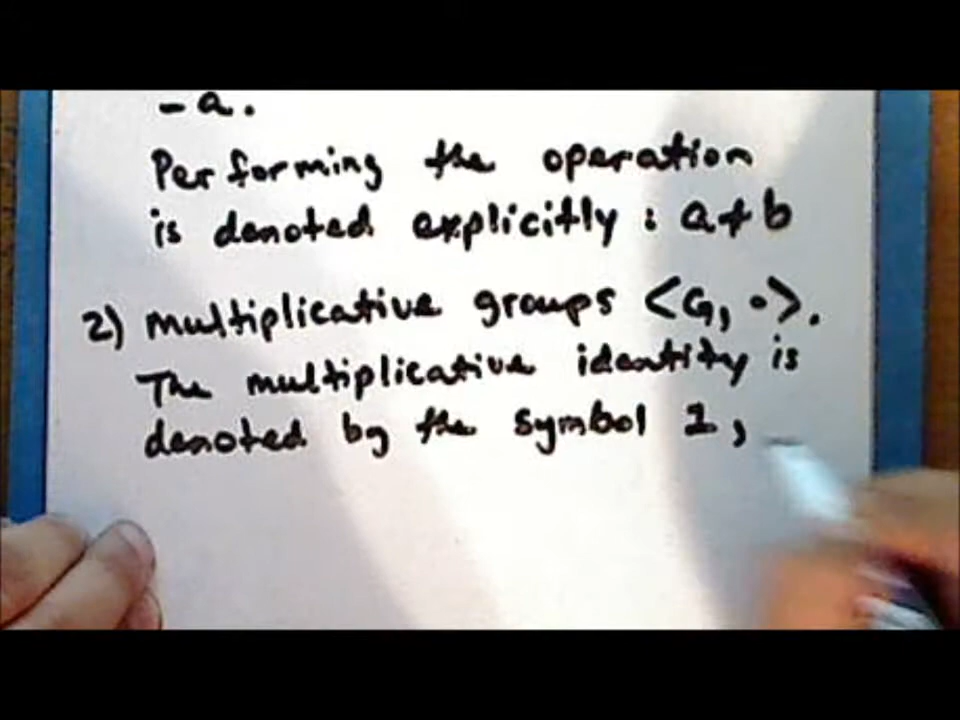 - a.
Performing the operation
is denoted explicitly : a + b
2) multiplicative groups <G, •>.
The multiplicative identity is
denoted by the symbol 1,